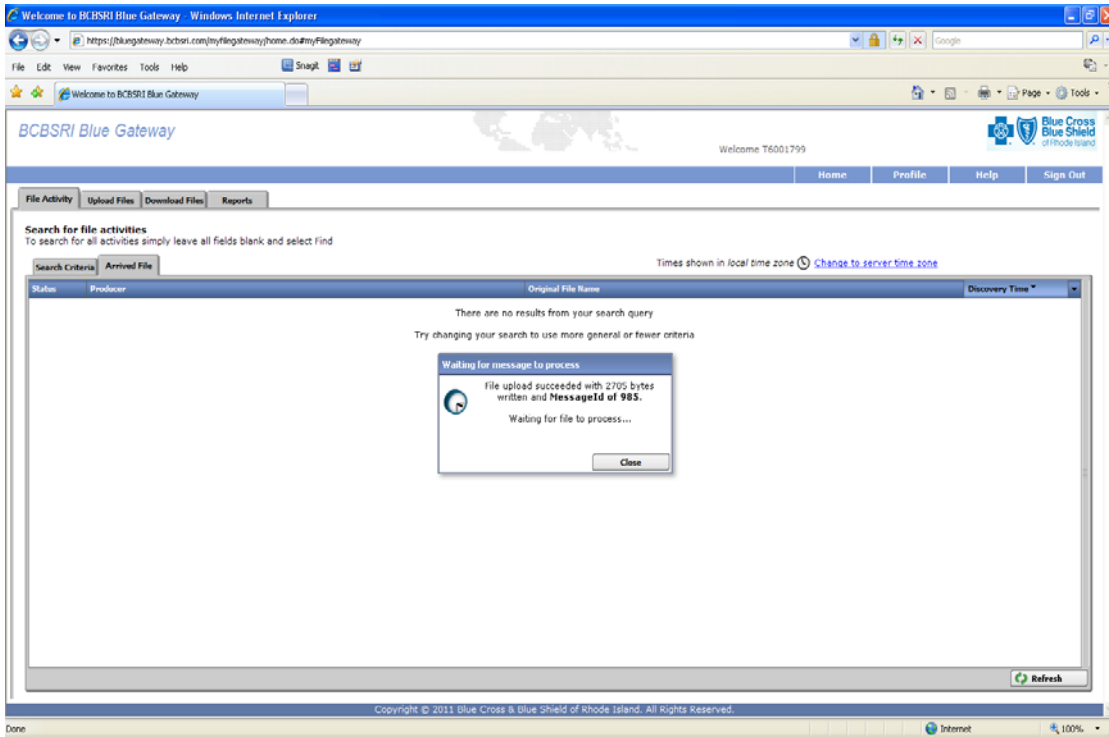 Welcome to BCBSRI Blue Gateway - Windows Internet Explorer
https://bluegateway.bcbsri.com/myfilegateway/home.do#myFilegateway
Google
File Edit View Favorites Tools Help
SnagIt
Welcome to BCBSRI Blue Gateway
Page
Tools
BCBSRI Blue Gateway
Welcome T6001799
Blue Cross
Blue Shield
of Rhode Island
Home Profile Help Sign Out
File Activity Upload Files Download Files Reports
Search for file activities
To search for all activities simply leave all fields blank and select Find
Search Criteria Arrived File
Times shown in local time zone Change to server time zone
Status Producer Original File Name Discovery Time
There are no results from your search query
Try changing your search to use more general or fewer criteria
Waiting for message to process
File upload succeeded with 2705 bytes
written and MessageId of 985.
Waiting for file to process...
Close
Refresh
Copyright © 2011 Blue Cross & Blue Shield of Rhode Island. All Rights Reserved.
Done
Internet
100%